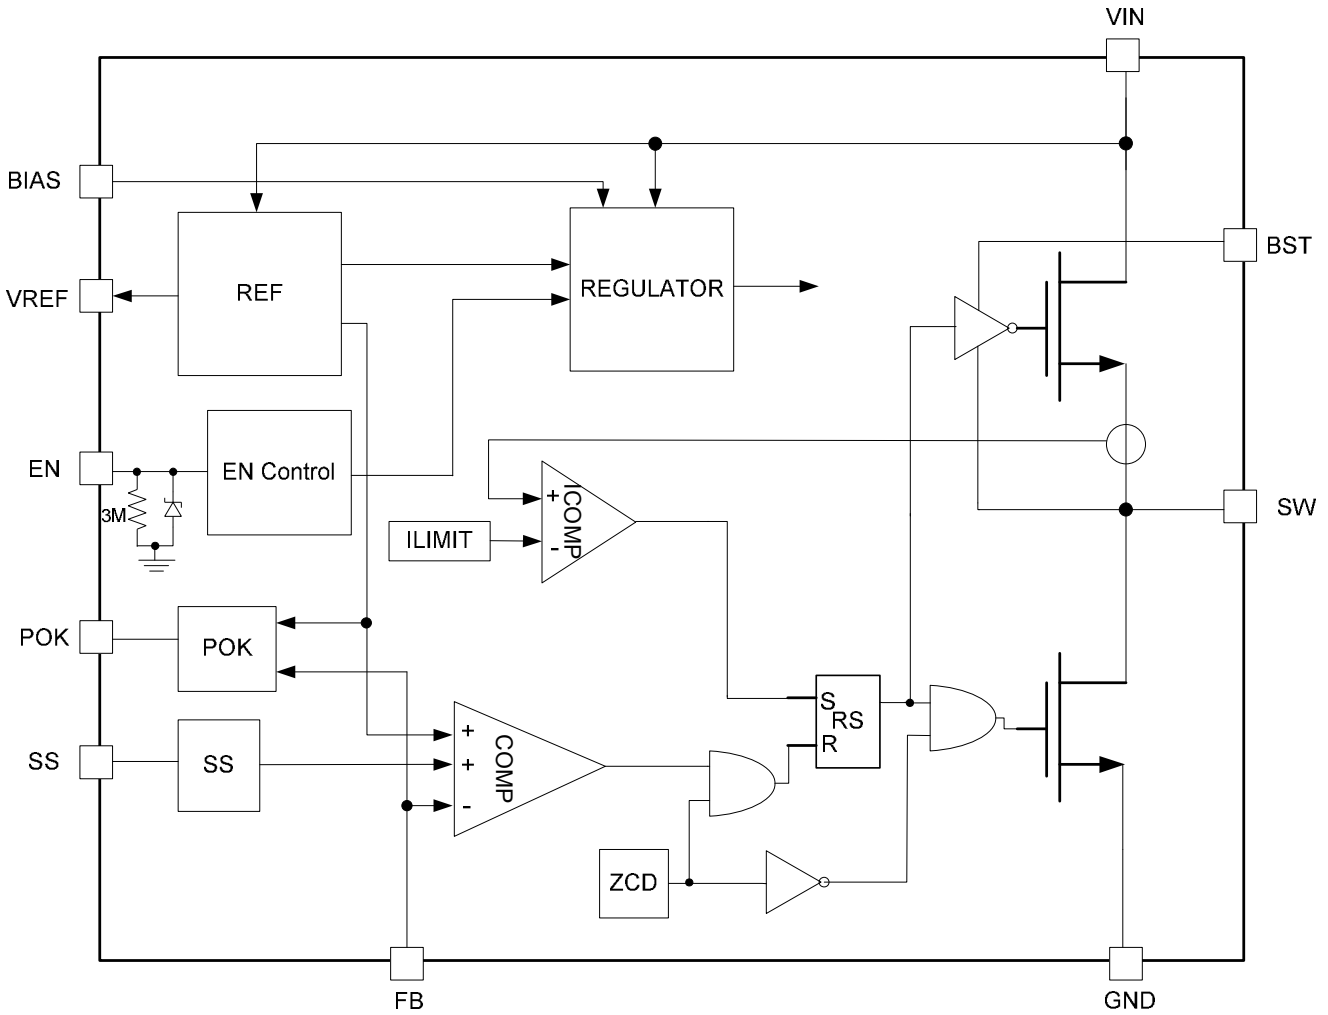 VIN
BIAS
BST
REF
REGULATOR
VREF
EN
EN Control
3M
+
ICOMP
-
ILIMIT
SW
POK
POK
S
RS
R
SS
SS
+
+
-
COMP
ZCD
FB
GND